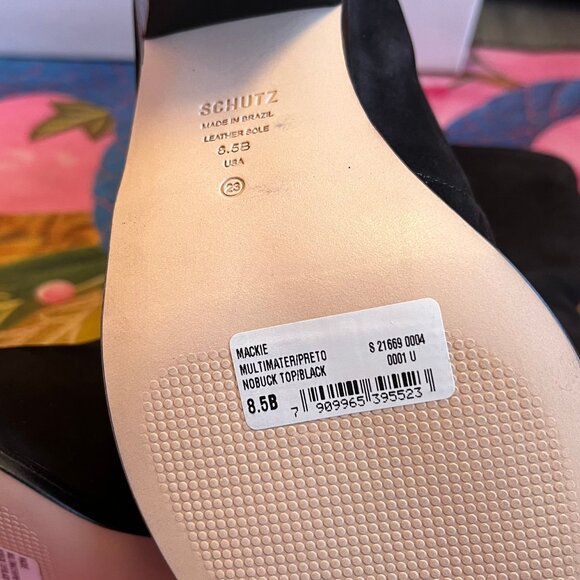 SCHUTZ
MADE IN BRAZIL
LEATHER SOLE
8.5B
USA
23
MACKIE S 21669 0004
MULTIMATER/PRETO 0001 U
NOBUCK TOP/BLACK
8.5B
7 909965 395523